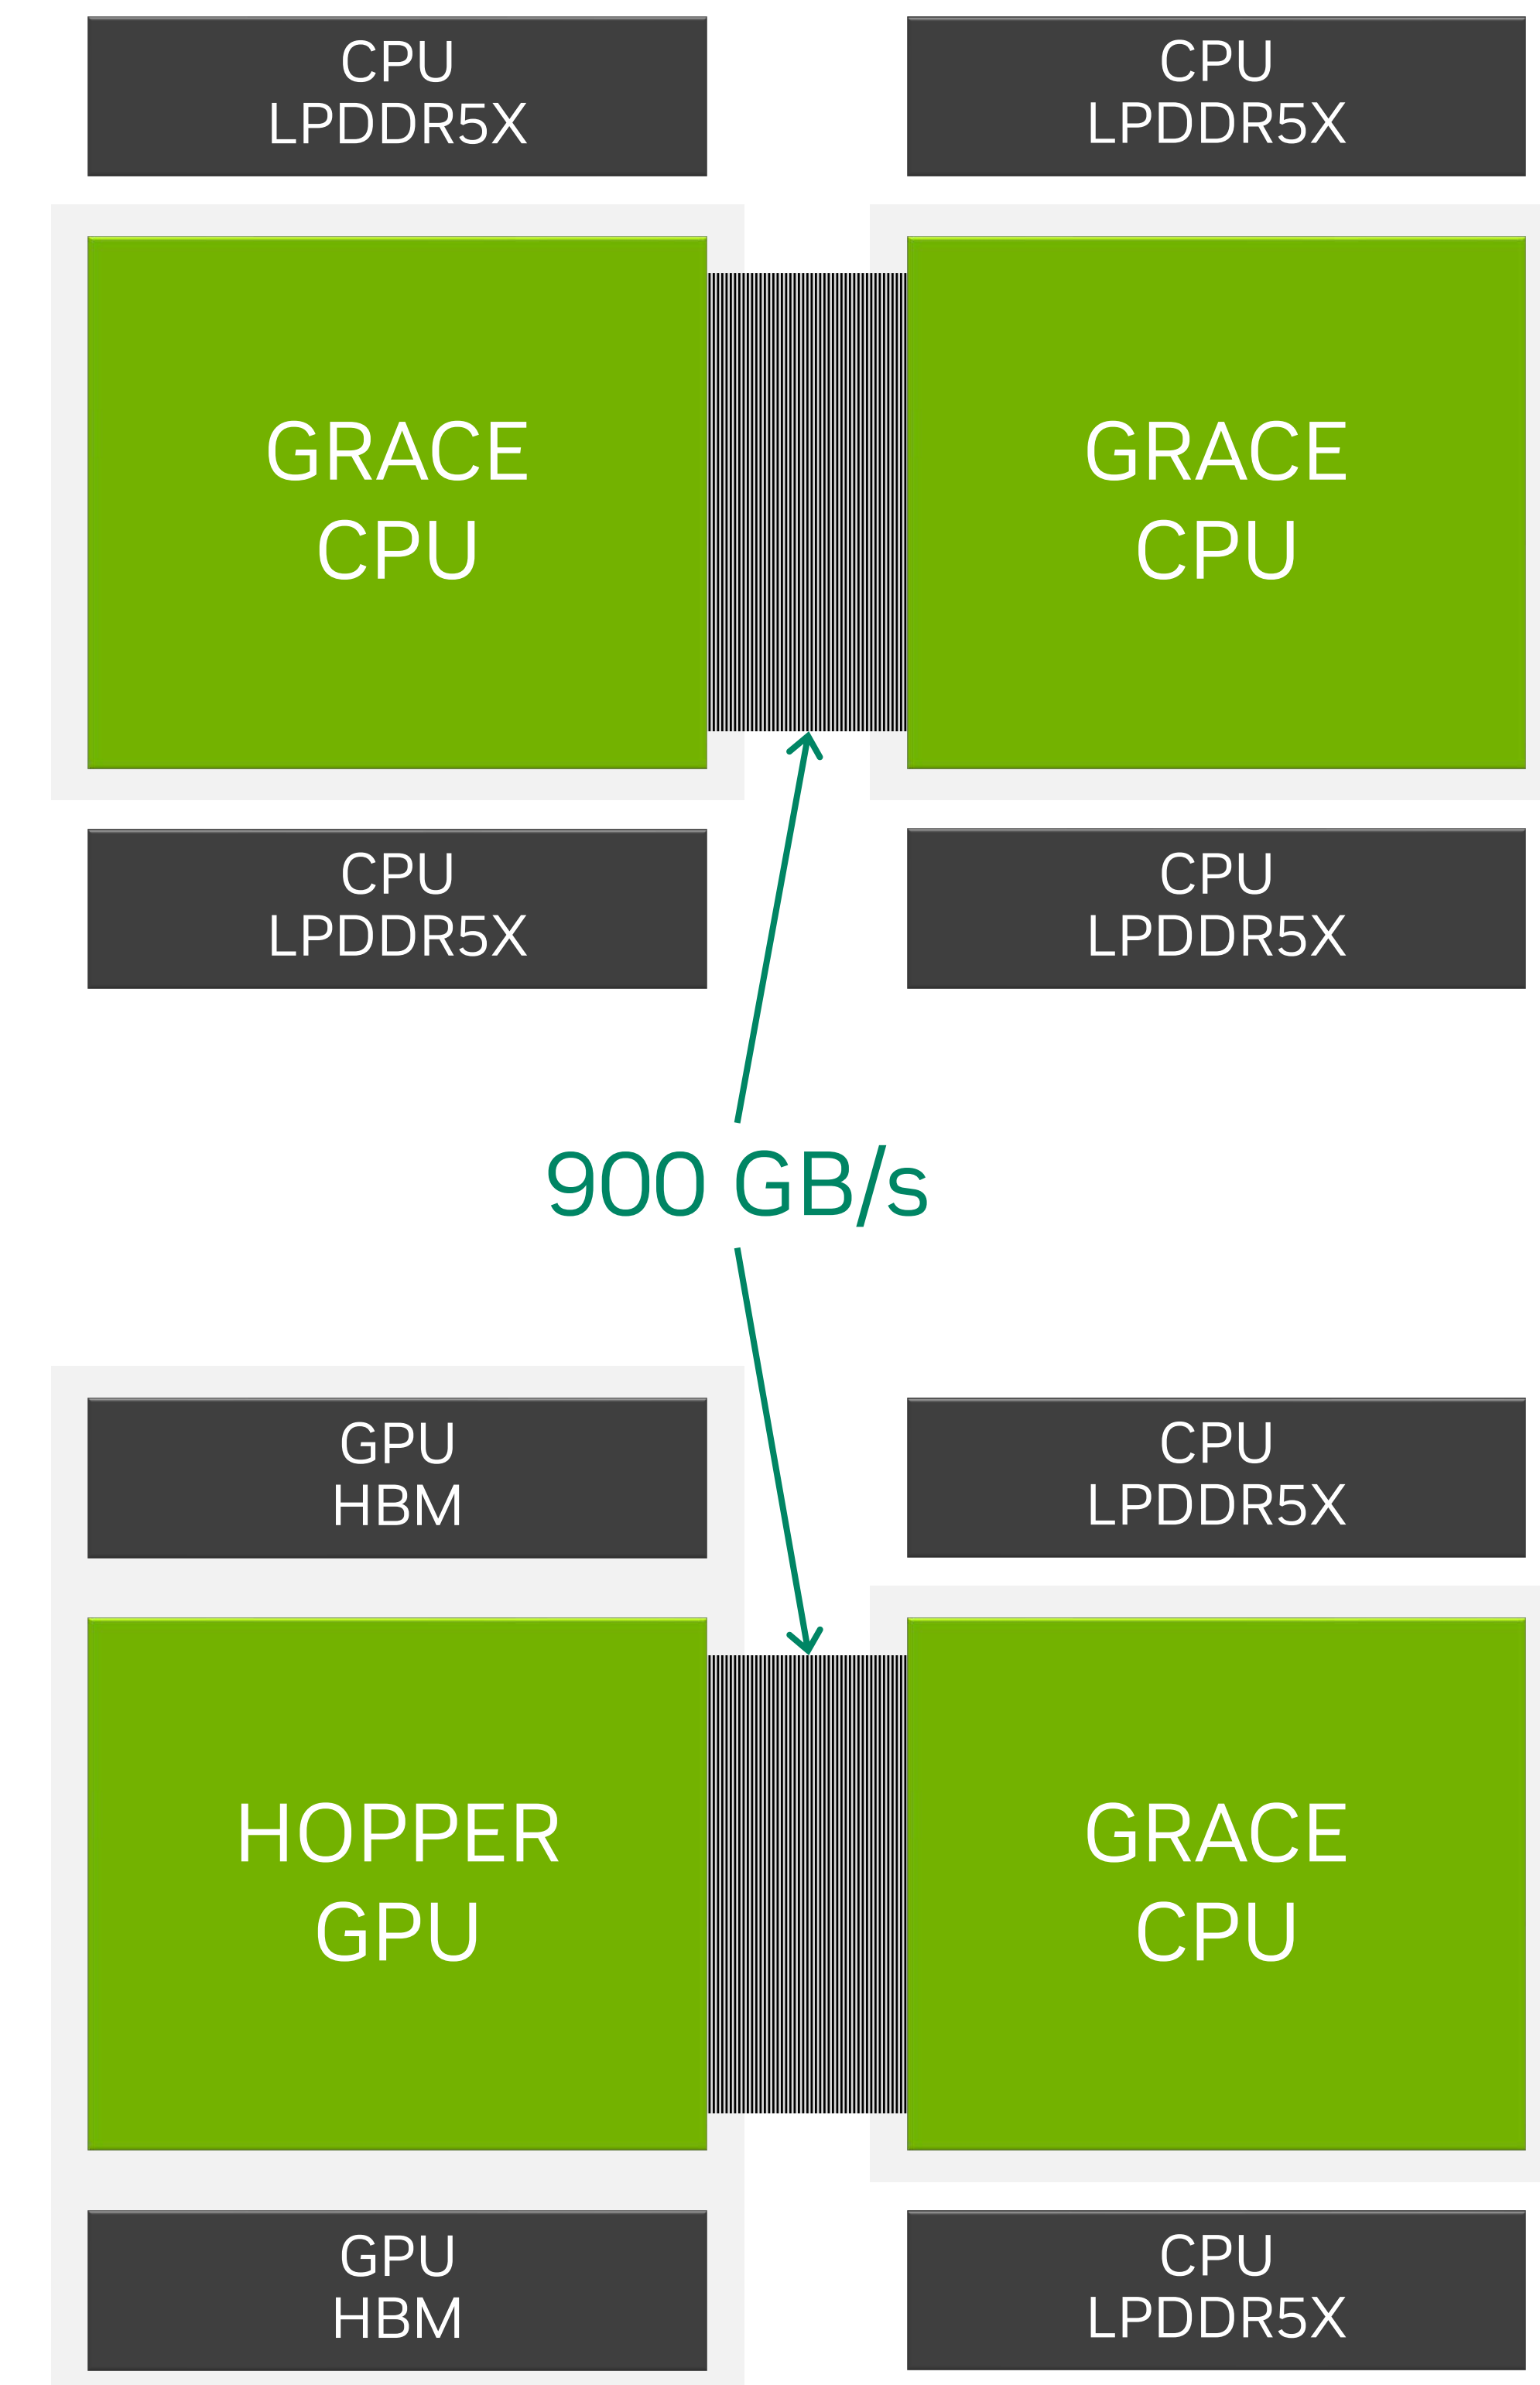 CPU
LPDDR5X
CPU
LPDDR5X
GRACE
CPU
GRACE
CPU
CPU
LPDDR5X
CPU
LPDDR5X
900 GB/s
GPU
HBM
CPU
LPDDR5X
HOPPER
GPU
GRACE
CPU
GPU
HBM
CPU
LPDDR5X